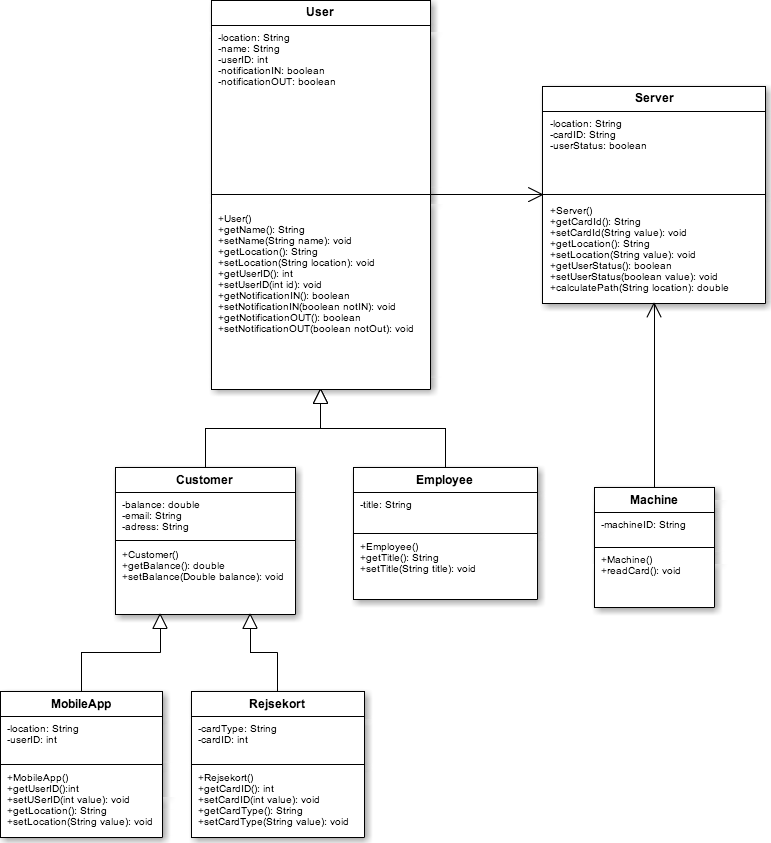 User
-location: String
-name: String
-userID: int
-notificationIN: boolean
-notificationOUT: boolean
+User()
+getName(): String
+setName(String name): void
+getLocation(): String
+setLocation(String location): void
+getUserID(): int
+setUserID(int id): void
+getNotificationIN(): boolean
+setNotificationIN(boolean notIN): void
+getNotificationOUT(): boolean
+setNotificationOUT(boolean notOut): void
Server
-location: String
-cardID: String
-userStatus: boolean
+Server()
+getCardId(): String
+setCardId(String value): void
+getLocation(): String
+setLocation(String value): void
+getUserStatus(): boolean
+setUserStatus(boolean value): void
+calculatePath(String location): double
Customer
-balance: double
-email: String
-adress: String
+Customer()
+getBalance(): double
+setBalance(Double balance): void
Employee
-title: String
+Employee()
+getTitle(): String
+setTitle(String title): void
Machine
-machineID: String
+Machine()
+readCard(): void
MobileApp
-location: String
-userID: int
+MobileApp()
+getUserID():int
+setUSerID(int value): void
+getLocation(): String
+setLocation(String value): void
Rejsekort
-cardType: String
-cardID: int
+Rejsekort()
+getCardID(): int
+setCardID(int value): void
+getCardType(): String
+setCardType(String value): void